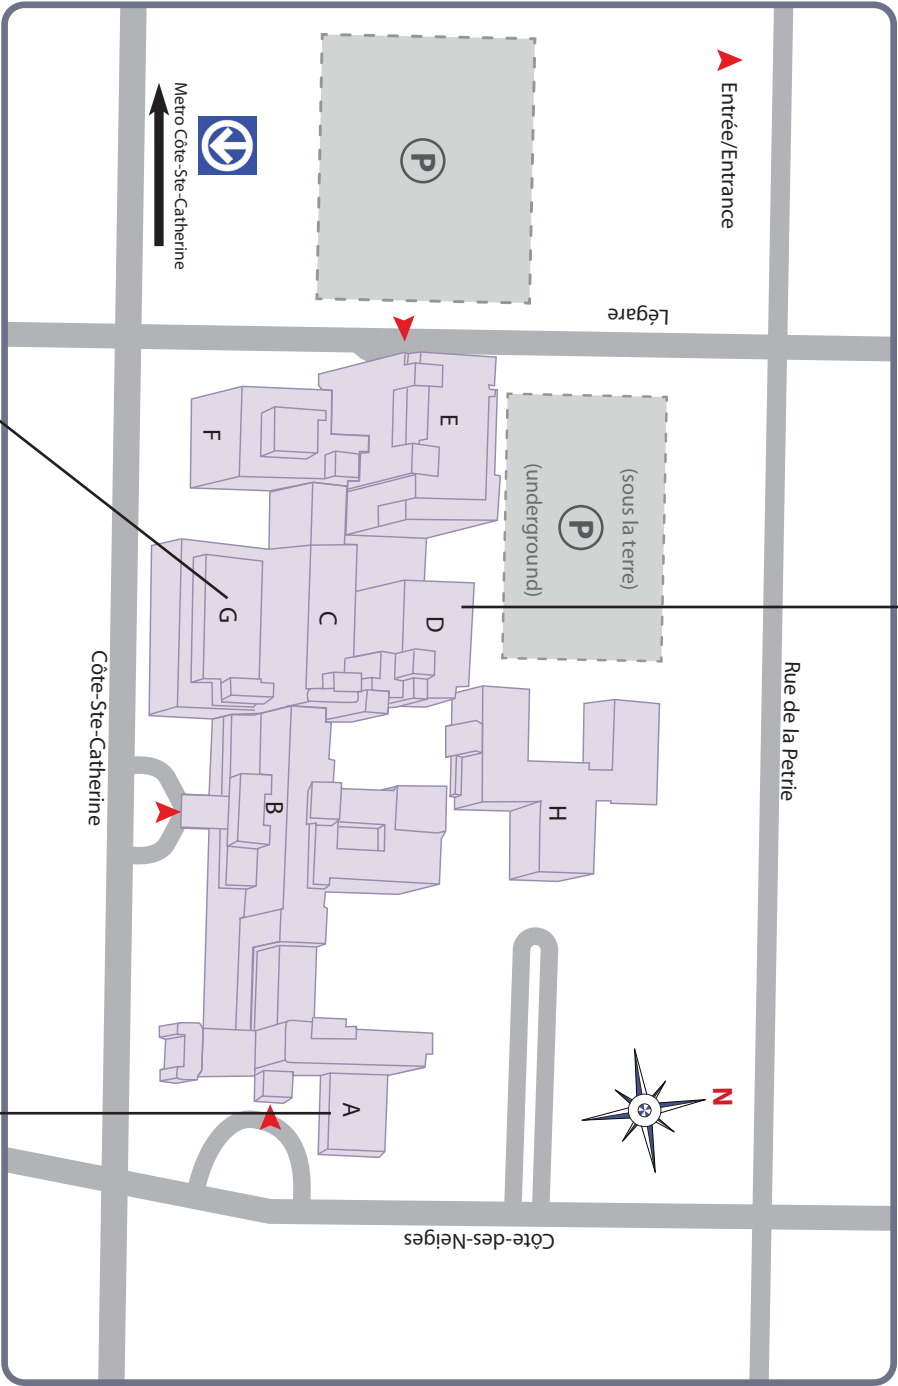 Entrée/Entrance
P
Metro Côte-Ste-Catherine
Légare
E
F
(sous la terre)
P
(underground)
G
C
D
Côte-Ste-Catherine
Rue de la Petrie
B
H
N
A
Côte-des-Neiges